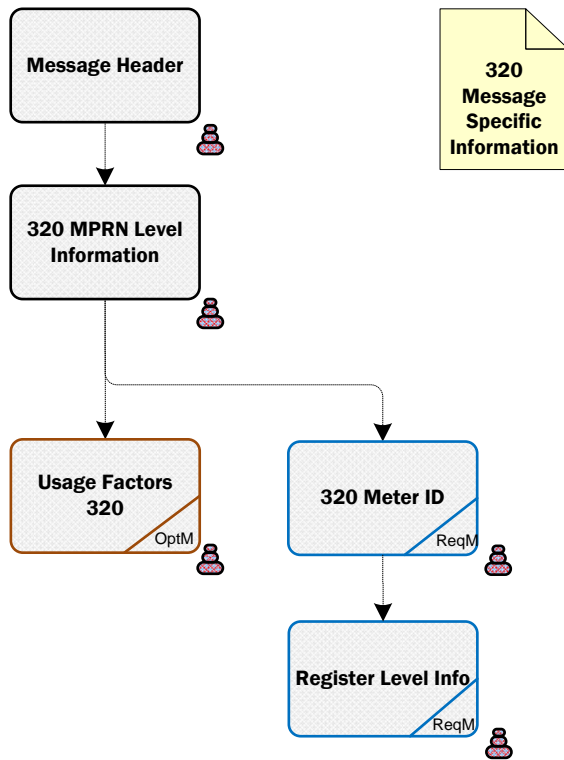 Message Header
320
Message
Specific
Information
320 MPRN Level
Information
Usage Factors
320
OptM
320 Meter ID
ReqM
Register Level Info
ReqM